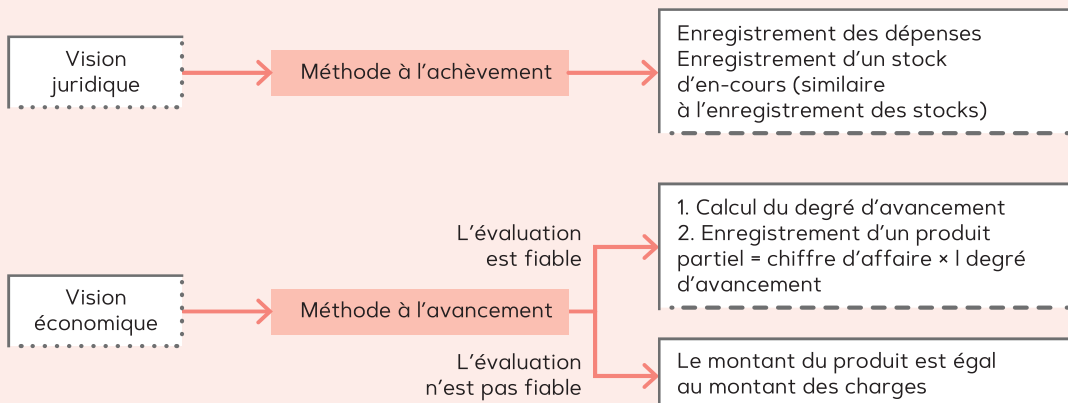 Vision
juridique
Méthode à l'achèvement
Enregistrement des dépenses
Enregistrement d'un stock
d'en-cours (similaire
à l'enregistrement des stocks)
Vision
économique
Méthode à l'avancement
L'évaluation
est fiable
1. Calcul du degré d'avancement
2. Enregistrement d'un produit
partiel = chiffre d'affaire × l degré
d'avancement
L'évaluation
n'est pas fiable
Le montant du produit est égal
au montant des charges